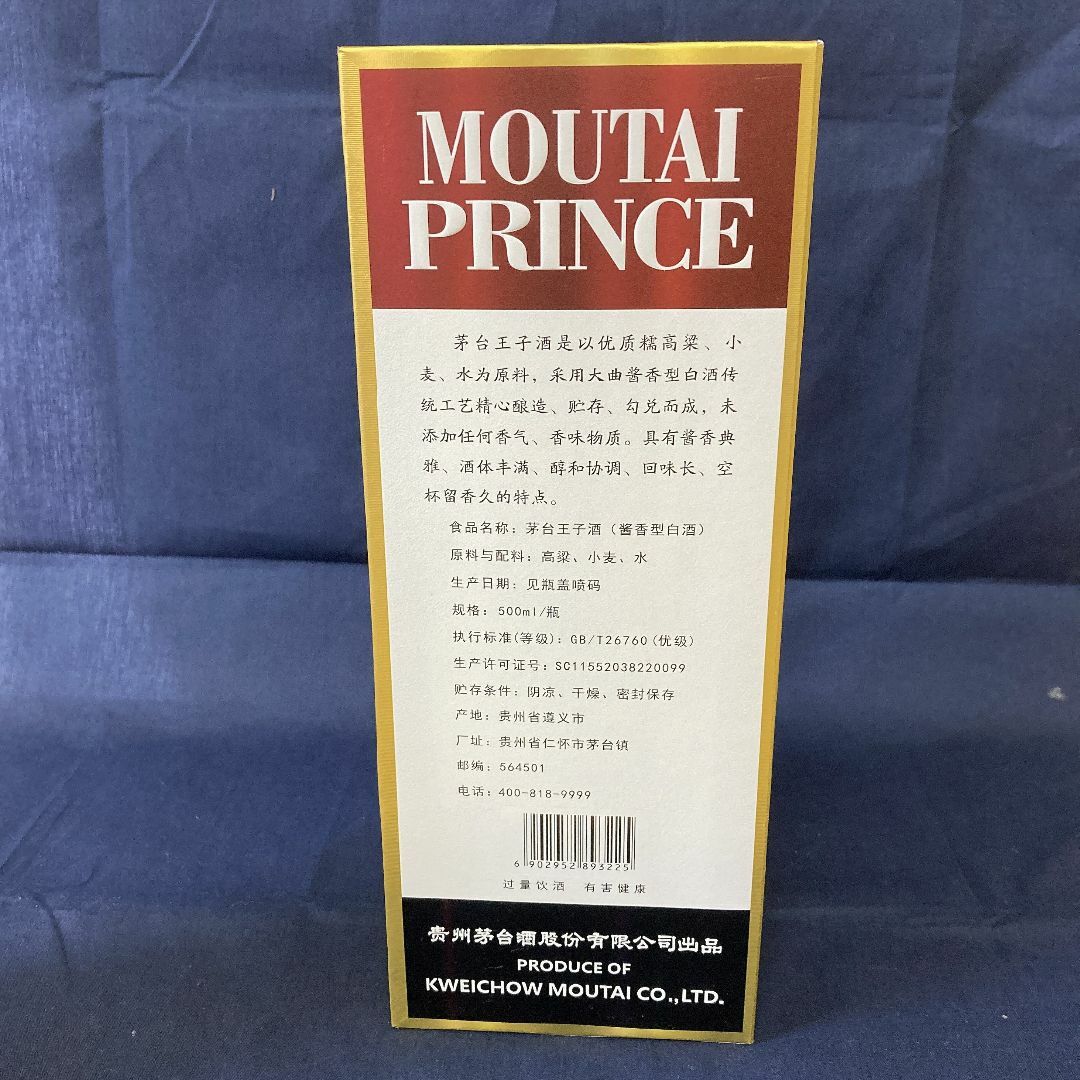 MOUTAI
PRINCE
茅台王子酒是以优质糯高粱、小
麦、水为原料，采用大曲酱香型白酒传
统工艺精心酿造、贮存、勾兑而成，未
添加任何香气、香味物质。具有酱香典
雅、酒体丰满、醇和协调、回味长、空
杯留香久的特点。
食品名称：茅台王子酒（酱香型白酒）
原料与配料：高粱、小麦、水
生产日期：见瓶盖喷码
规格：500ml/瓶
执行标准(等级)：GB/T26760(优级)
生产许可证号：SC11552038220099
贮存条件：阴凉、干燥、密封保存
产地：贵州省遵义市
厂址：贵州省仁怀市茅台镇
邮编：564501
电话：400-818-9999
6 902952 893225
过量饮酒 有害健康
贵州茅台酒股份有限公司出品
PRODUCE OF
KWEICHOW MOUTAI CO.,LTD.